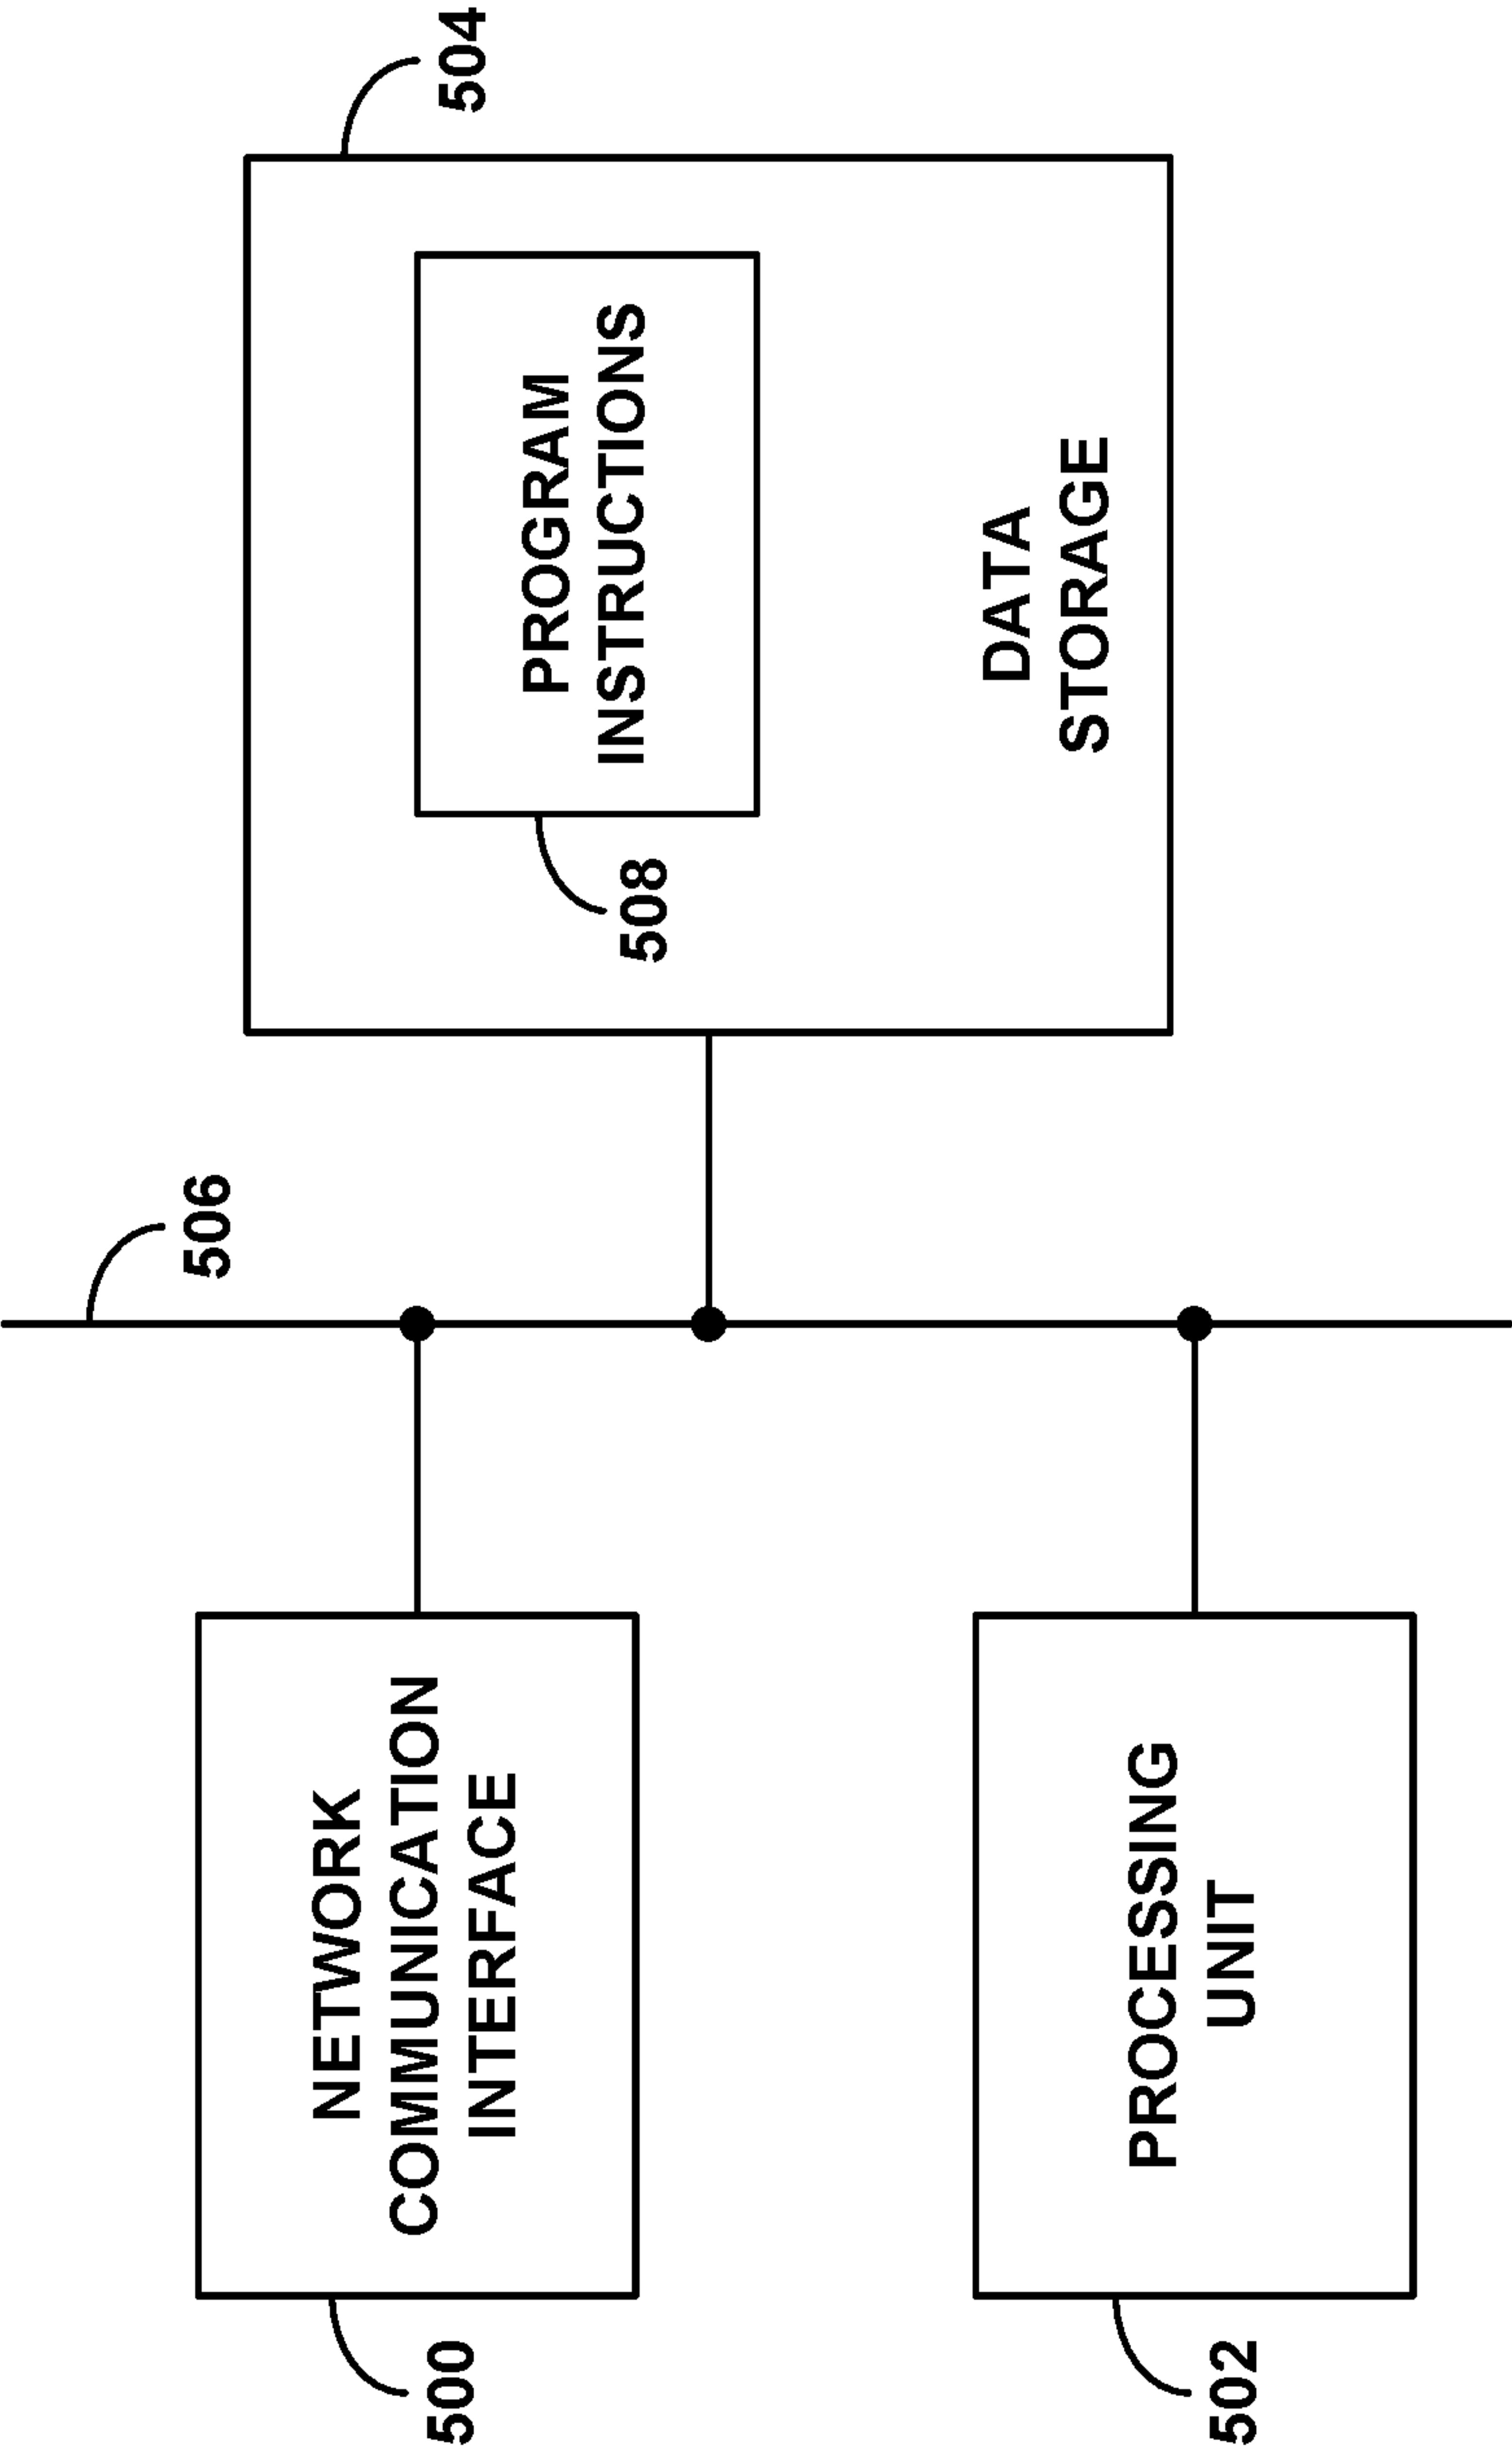 500
NETWORK
COMMUNICATION
INTERFACE
502
PROCESSING
UNIT
506
504
508
PROGRAM
INSTRUCTIONS
DATA
STORAGE